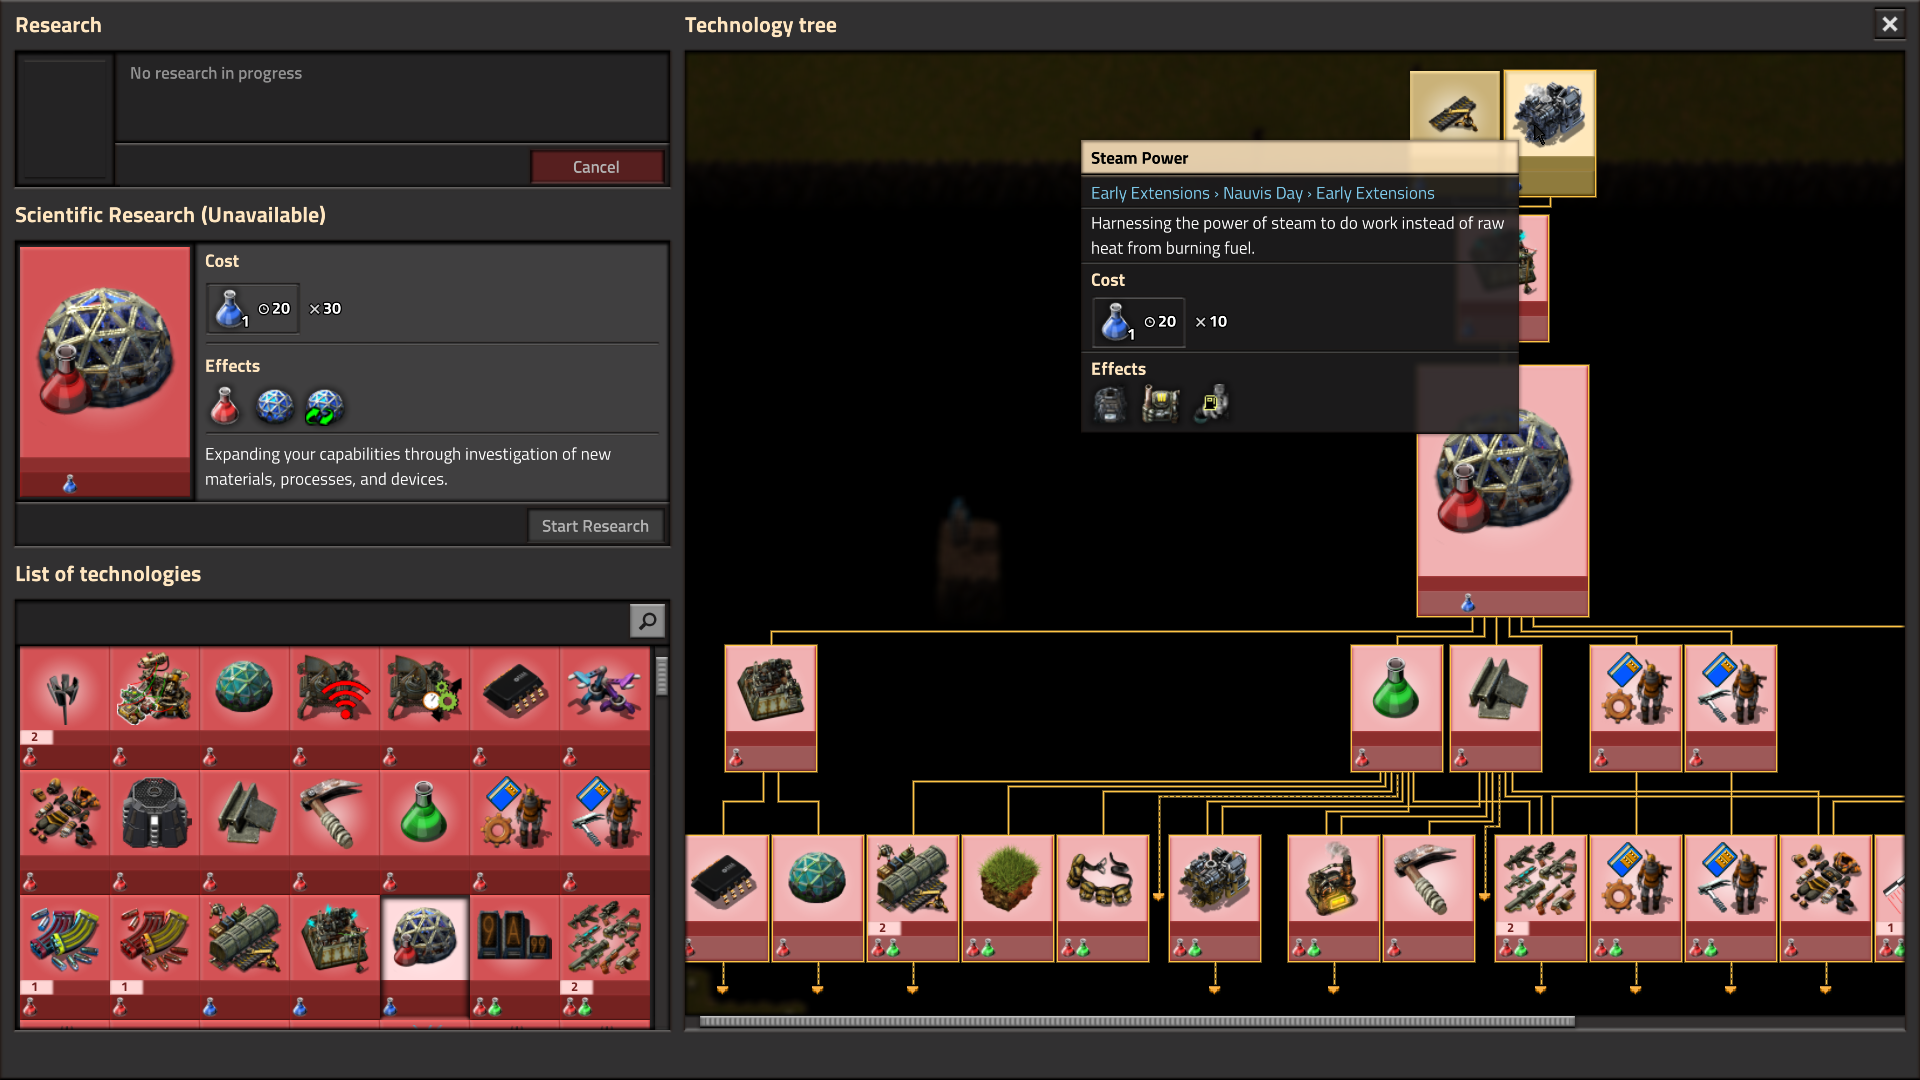 Research
Technology tree
No research in progress
Cancel
Scientific Research (Unavailable)
Cost
1
20
×30
Effects
Expanding your capabilities through investigation of new
materials, processes, and devices.
Start Research
List of technologies
2
1
1
2
Steam Power
Early Extensions › Nauvis Day › Early Extensions
Harnessing the power of steam to do work instead of raw
heat from burning fuel.
Cost
1
20
×10
Effects
2
2
1